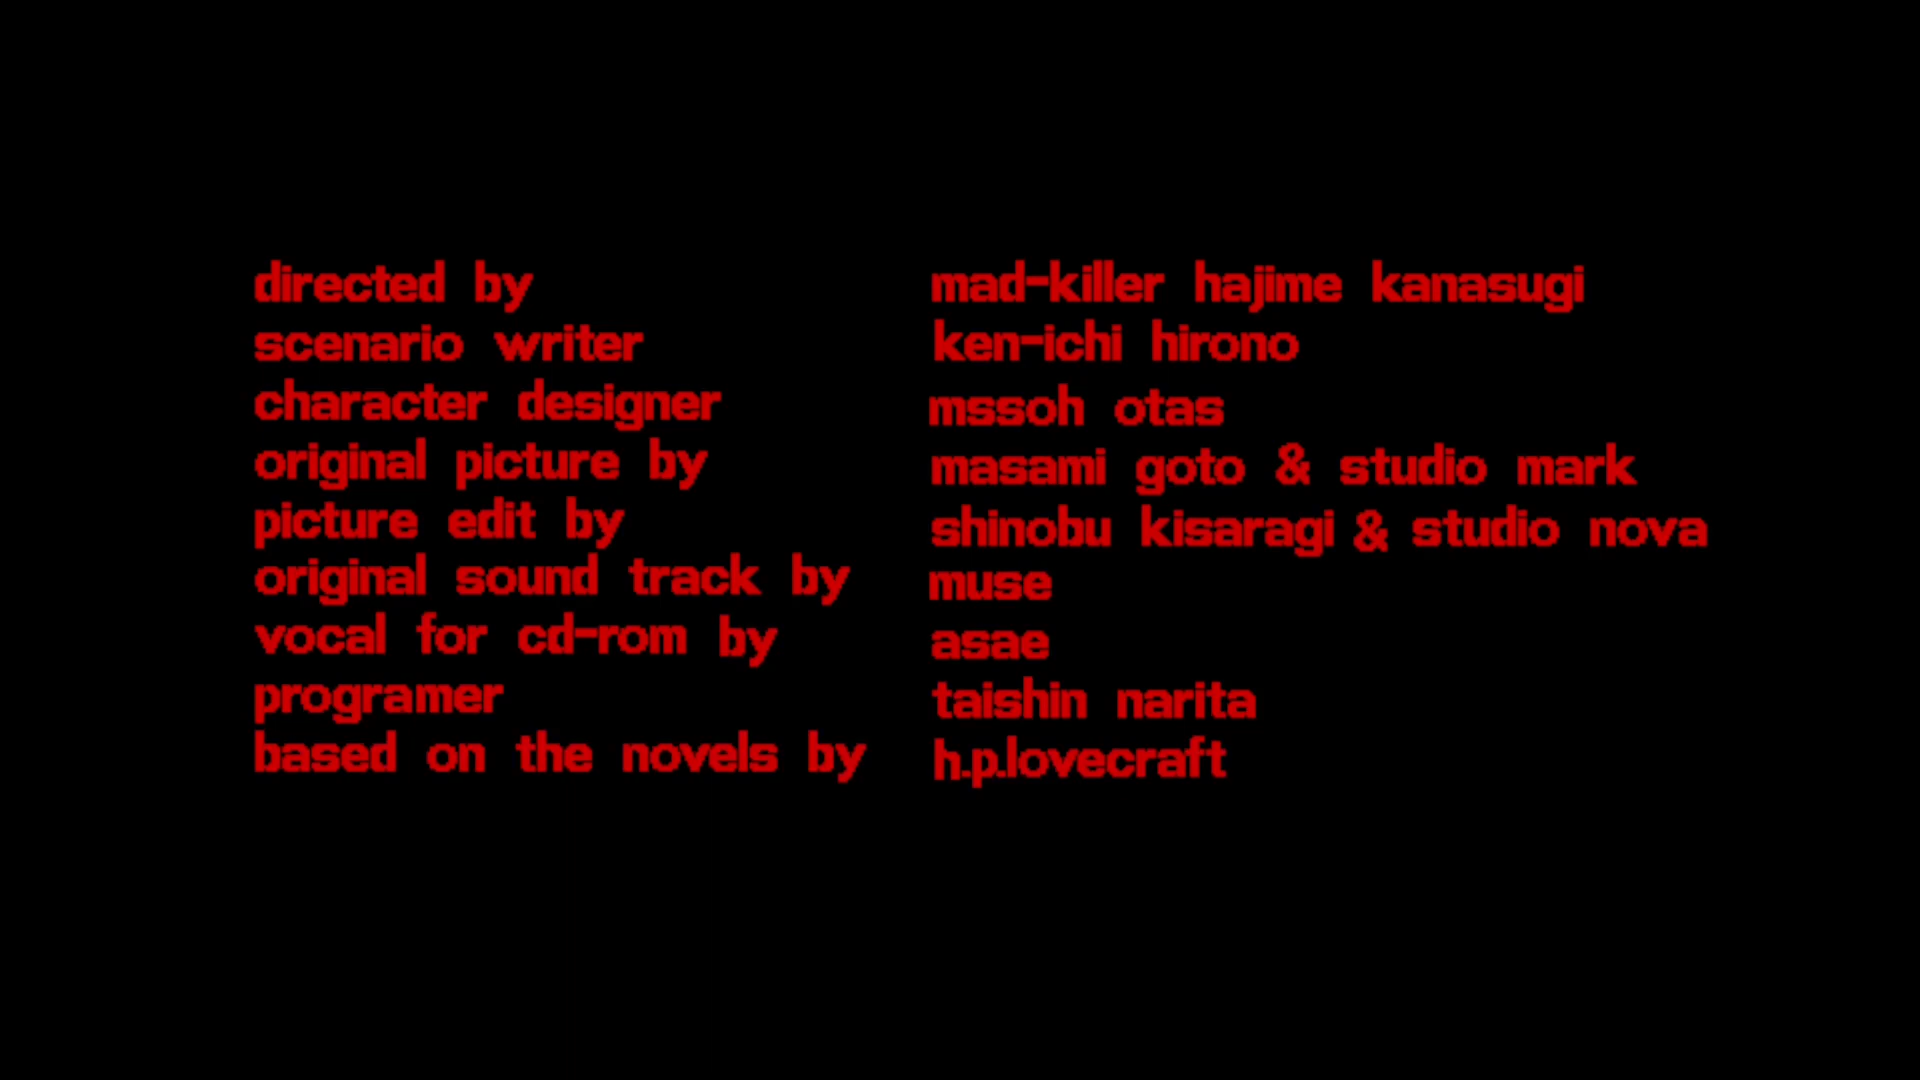 directed by mad-killer hajime kanasugi
scenario writer ken-ichi hirono
character designer mssoh otas
original picture by masami goto & studio mark
picture edit by shinobu kisaragi & studio nova
original sound track by muse
vocal for cd-rom by asae
programer taishin narita
based on the novels by h.p.lovecraft